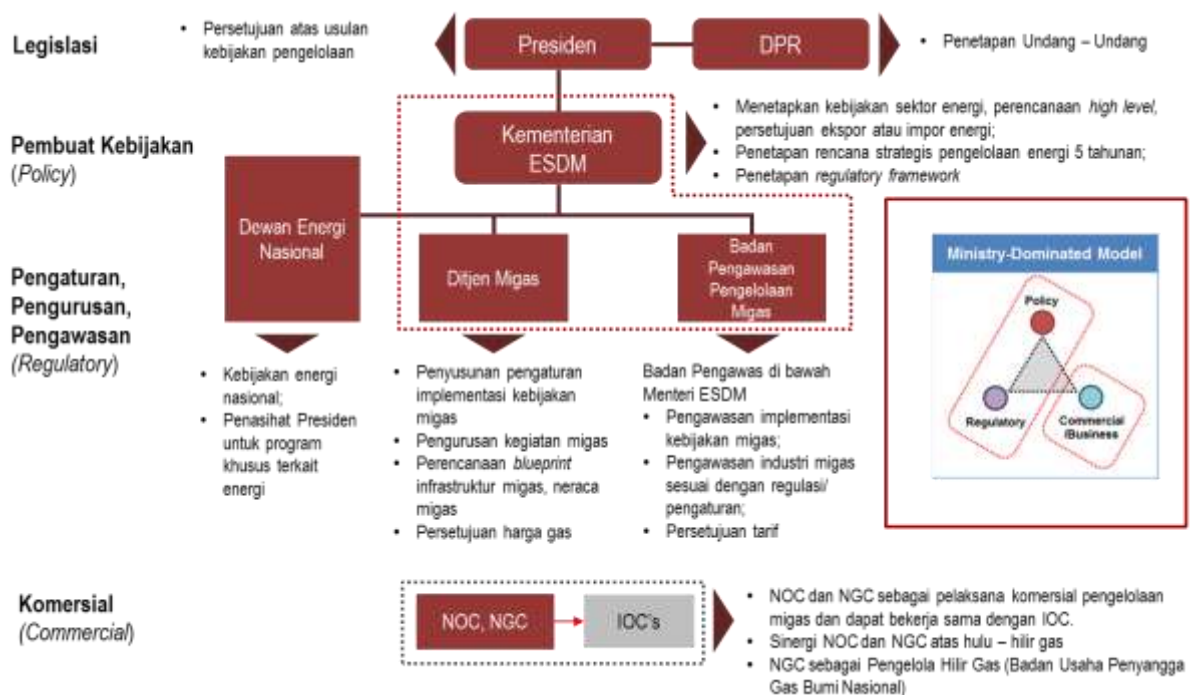 Legislasi
• Persetujuan atas usulan
kebijakan pengelolaan
Presiden
DPR
• Penetapan Undang – Undang
Pembuat Kebijakan
(Policy)
Kementerian
ESDM
• Menetapkan kebijakan sektor energi, perencanaan high level,
persetujuan ekspor atau impor energi;
• Penetapan rencana strategis pengelolaan energi 5 tahunan;
• Penetapan regulatory framework
Pengaturan,
Pengurusan,
Pengawasan
(Regulatory)
Dewan Energi
Nasional
Ditjen Migas
Badan
Pengawasan
Pengelolaan
Migas
• Kebijakan energi
nasional;
• Penasihat Presiden
untuk program
khusus terkait
energi
• Penyusunan pengaturan
implementasi kebijakan
migas
• Pengurusan kegiatan migas
• Perencanaan blueprint
infrastruktur migas, neraca
migas
• Persetujuan harga gas
Badan Pengawas di bawah
Menteri ESDM
• Pengawasan implementasi
kebijakan migas;
• Pengawasan industri migas
sesuai dengan regulasi/
pengaturan;
• Persetujuan tarif
Ministry-Dominated Model
Policy
Regulatory
Commercial
/Business
Komersial
(Commercial)
NOC, NGC
IOC's
• NOC dan NGC sebagai pelaksana komersial pengelolaan
migas dan dapat bekerja sama dengan IOC.
• Sinergi NOC dan NGC atas hulu – hilir gas
• NGC sebagai Pengelola Hilir Gas (Badan Usaha Penyangga
Gas Bumi Nasional)